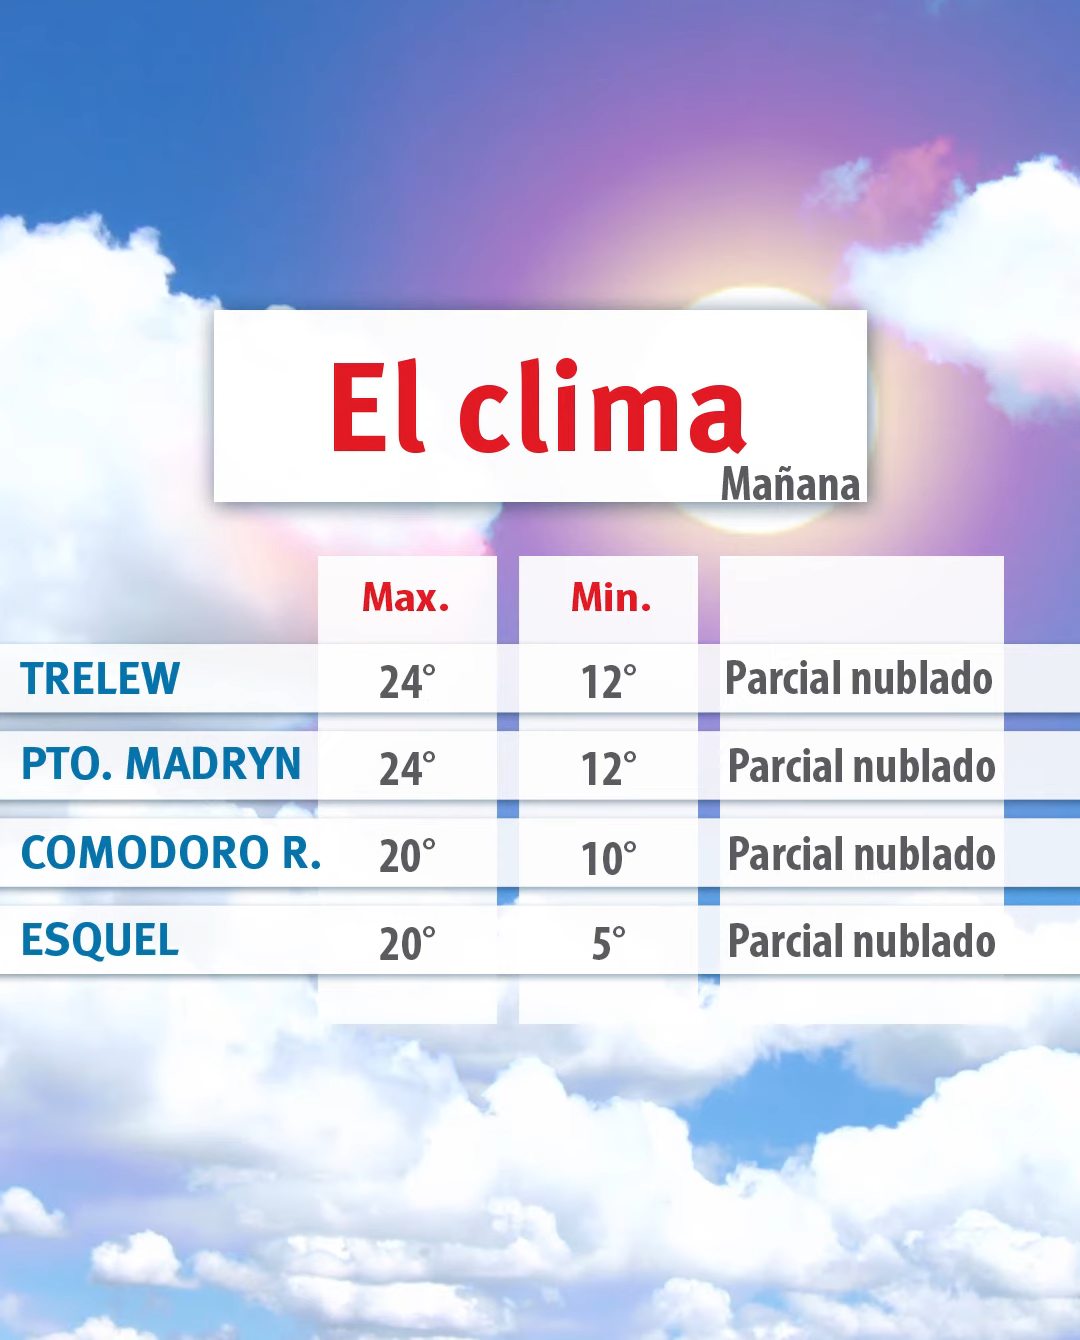 El clima
Mañana
Max. Min.
TRELEW 24° 12° Parcial nublado
PTO. MADRYN 24° 12° Parcial nublado
COMODORO R. 20° 10° Parcial nublado
ESQUEL 20° 5° Parcial nublado